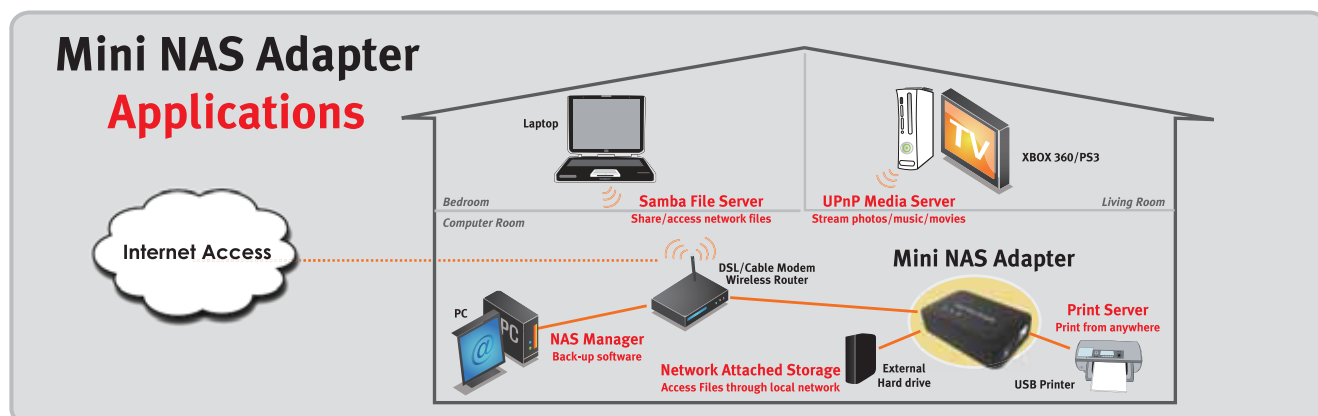 Mini NAS Adapter
Applications
Laptop
XBOX 360/PS3
TV
Bedroom
Samba File Server
Share/access network files
UPnP Media Server
Stream photos/music/movies
Living Room
Computer Room
Internet Access
DSL/Cable Modem
Wireless Router
Mini NAS Adapter
PC
PC
@
NAS Manager
Back-up software
Print Server
Print from anywhere
Network Attached Storage
Access Files through local network
External
Hard drive
USB Printer